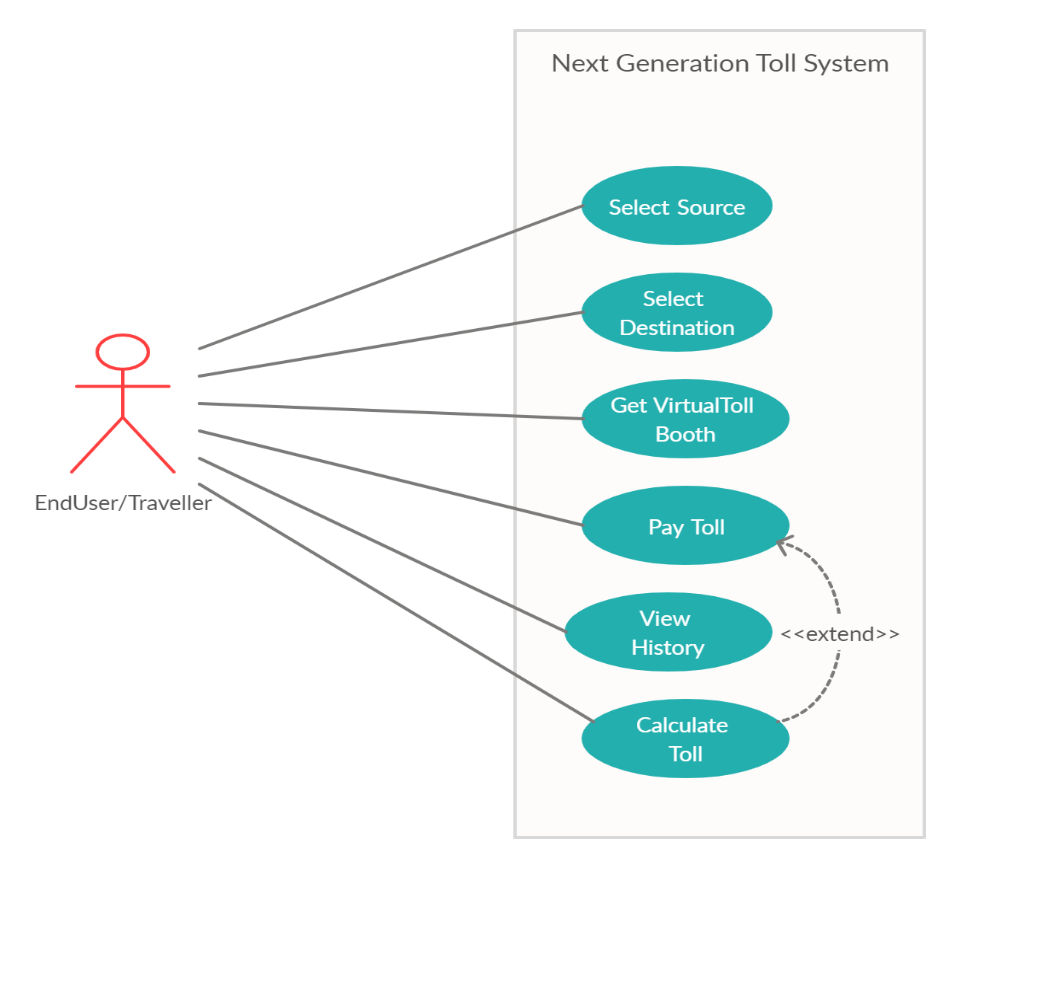 Next Generation Toll System
Select Source
Select
Destination
Get VirtualToll
Booth
EndUser/Traveller
Pay Toll
View
History
<<extend>>
Calculate
Toll